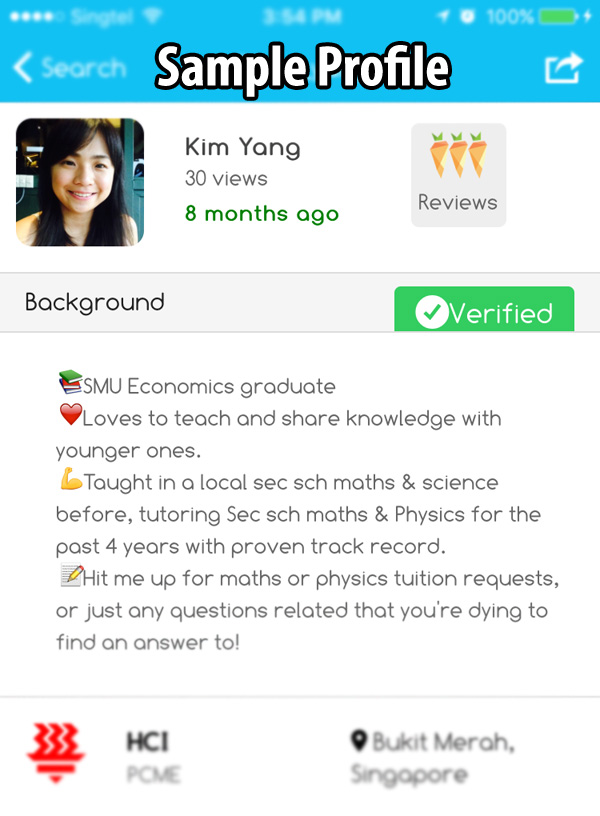 Singtel 3:54 PM 100%
Search Sample Profile
Kim Yang
30 views
8 months ago
Reviews
Background
Verified
SMU Economics graduate
Loves to teach and share knowledge with
younger ones.
Taught in a local sec sch maths & science
before, tutoring Sec sch maths & Physics for the
past 4 years with proven track record.
Hit me up for maths or physics tuition requests,
or just any questions related that you're dying to
find an answer to!
HCI
PCME
Bukit Merah,
Singapore